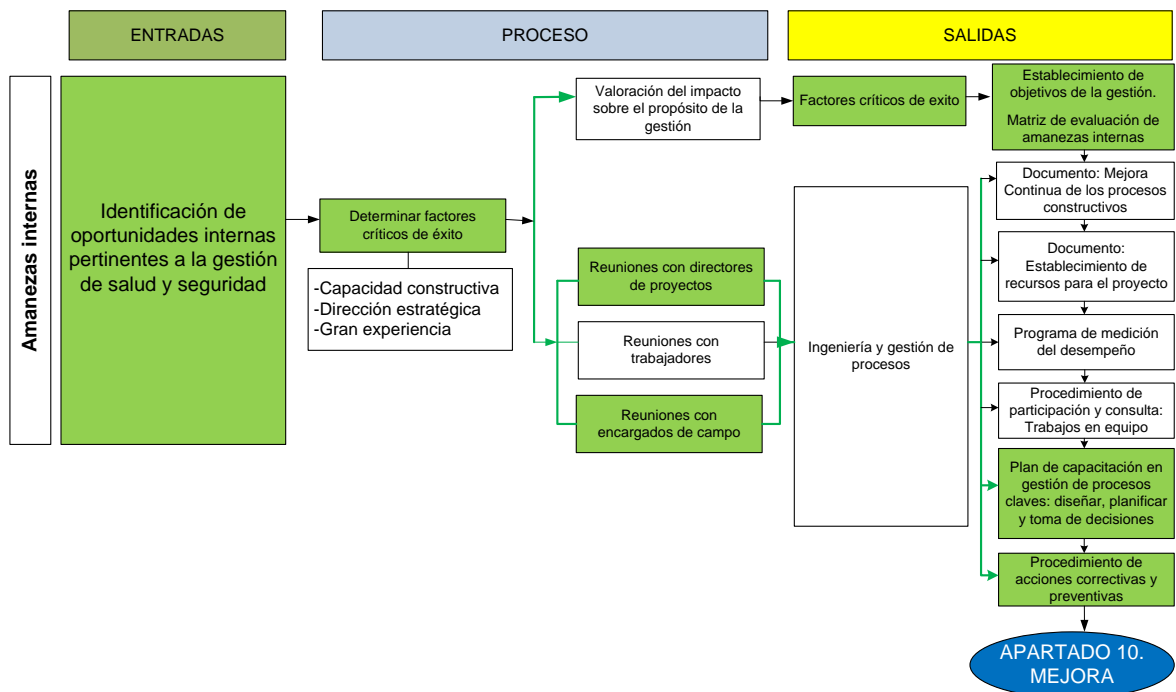 ENTRADAS
PROCESO
SALIDAS
Amanezas internas
Identificación de
oportunidades internas
pertinentes a la gestión
de salud y seguridad
Determinar factores
críticos de éxito
-Capacidad constructiva
-Dirección estratégica
-Gran experiencia
Valoración del impacto
sobre el propósito de la
gestión
Reuniones con directores
de proyectos
Reuniones con
trabajadores
Reuniones con
encargados de campo
Factores críticos de exito
Ingeniería y gestión de
procesos
Establecimiento de
objetivos de la gestión.
Matriz de evaluación de
amanezas internas
Documento: Mejora
Continua de los procesos
constructivos
Documento:
Establecimiento de
recursos para el proyecto
Programa de medición
del desempeño
Procedimiento de
participación y consulta:
Trabajos en equipo
Plan de capacitación en
gestión de procesos
claves: diseñar, planificar
y toma de decisiones
Procedimiento de
acciones correctivas y
preventivas
APARTADO 10.
MEJORA